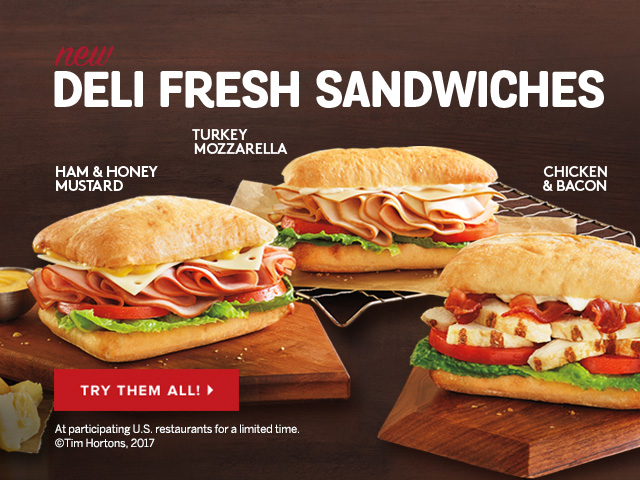 new
DELI FRESH SANDWICHES
TURKEY
MOZZARELLA
HAM & HONEY
MUSTARD
CHICKEN
& BACON
TRY THEM ALL!
At participating U.S. restaurants for a limited time.
©Tim Hortons, 2017